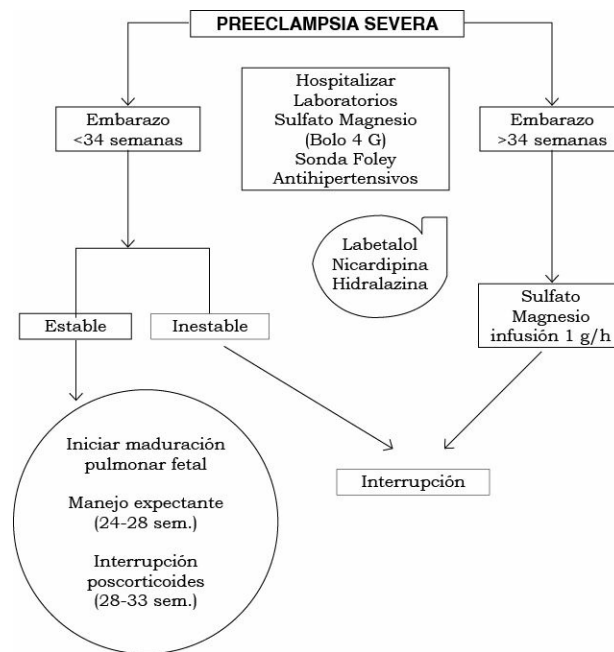 PREECLAMPSIA SEVERA
Embarazo
<34 semanas
Hospitalizar
Laboratorios
Sulfato Magnesio
(Bolo 4 G)
Sonda Foley
Antihipertensivos
Embarazo
>34 semanas
Labetalol
Nicardipina
Hidralazina
Estable
Inestable
Sulfato
Magnesio
infusión 1 g/h
Iniciar maduración
pulmonar fetal
Manejo expectante
(24-28 sem.)
Interrupción
poscorticoides
(28-33 sem.)
Interrupción